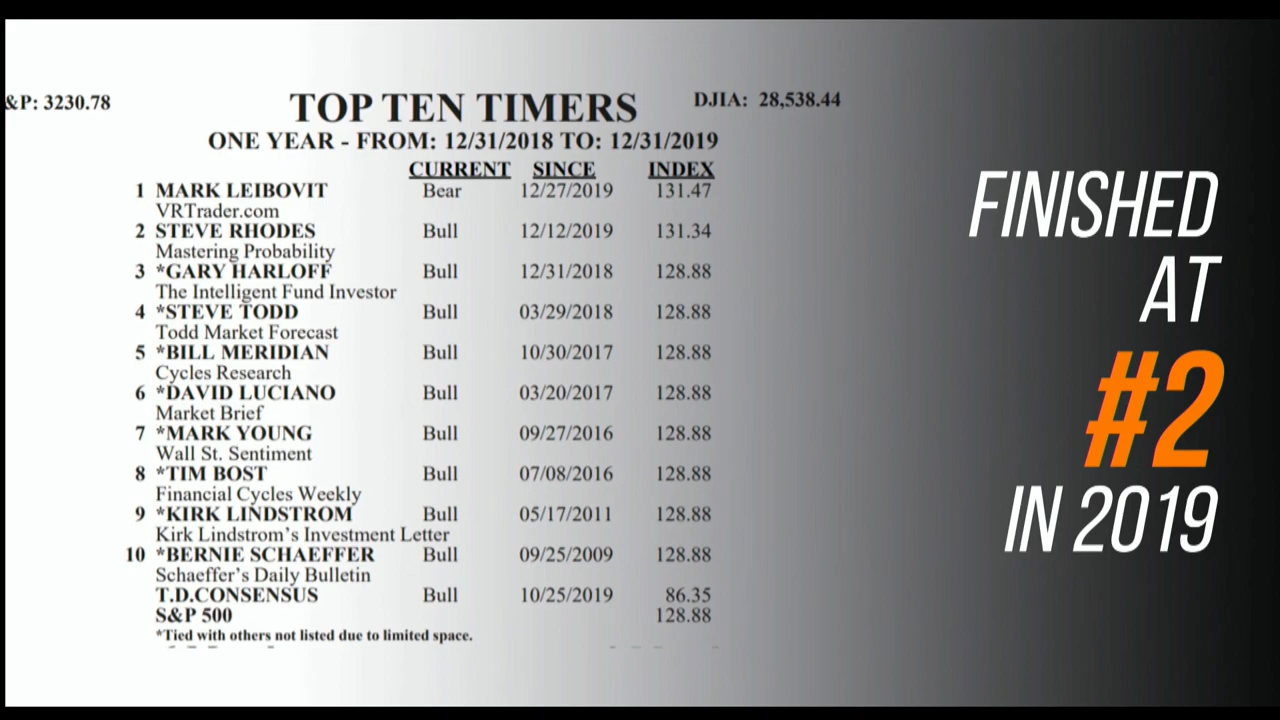 &P: 3230.78
TOP TEN TIMERS
DJIA: 28,538.44
ONE YEAR - FROM: 12/31/2018 TO: 12/31/2019
CURRENT SINCE INDEX
1 MARK LEIBOVIT Bear 12/27/2019 131.47
VRTrader.com
2 STEVE RHODES Bull 12/12/2019 131.34
Mastering Probability
3 *GARY HARLOFF Bull 12/31/2018 128.88
The Intelligent Fund Investor
4 *STEVE TODD Bull 03/29/2018 128.88
Todd Market Forecast
5 *BILL MERIDIAN Bull 10/30/2017 128.88
Cycles Research
6 *DAVID LUCIANO Bull 03/20/2017 128.88
Market Brief
7 *MARK YOUNG Bull 09/27/2016 128.88
Wall St. Sentiment
8 *TIM BOST Bull 07/08/2016 128.88
Financial Cycles Weekly
9 *KIRK LINDSTROM Bull 05/17/2011 128.88
Kirk Lindstrom's Investment Letter
10 *BERNIE SCHAEFFER Bull 09/25/2009 128.88
Schaeffer's Daily Bulletin
T.D.CONSENSUS Bull 10/25/2019 86.35
S&P 500 128.88
*Tied with others not listed due to limited space.
FINISHED
AT
#2
IN 2019